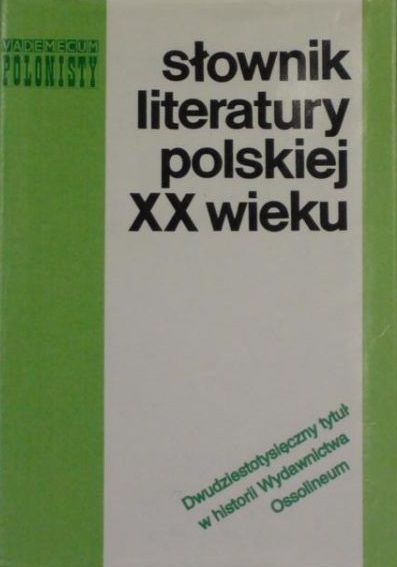 VADEMECUM
POLONISTY
słownik
literatury
polskiej
XX wieku
Dwudziestotysięczny tytuł
w historii Wydawnictwa
Ossolineum